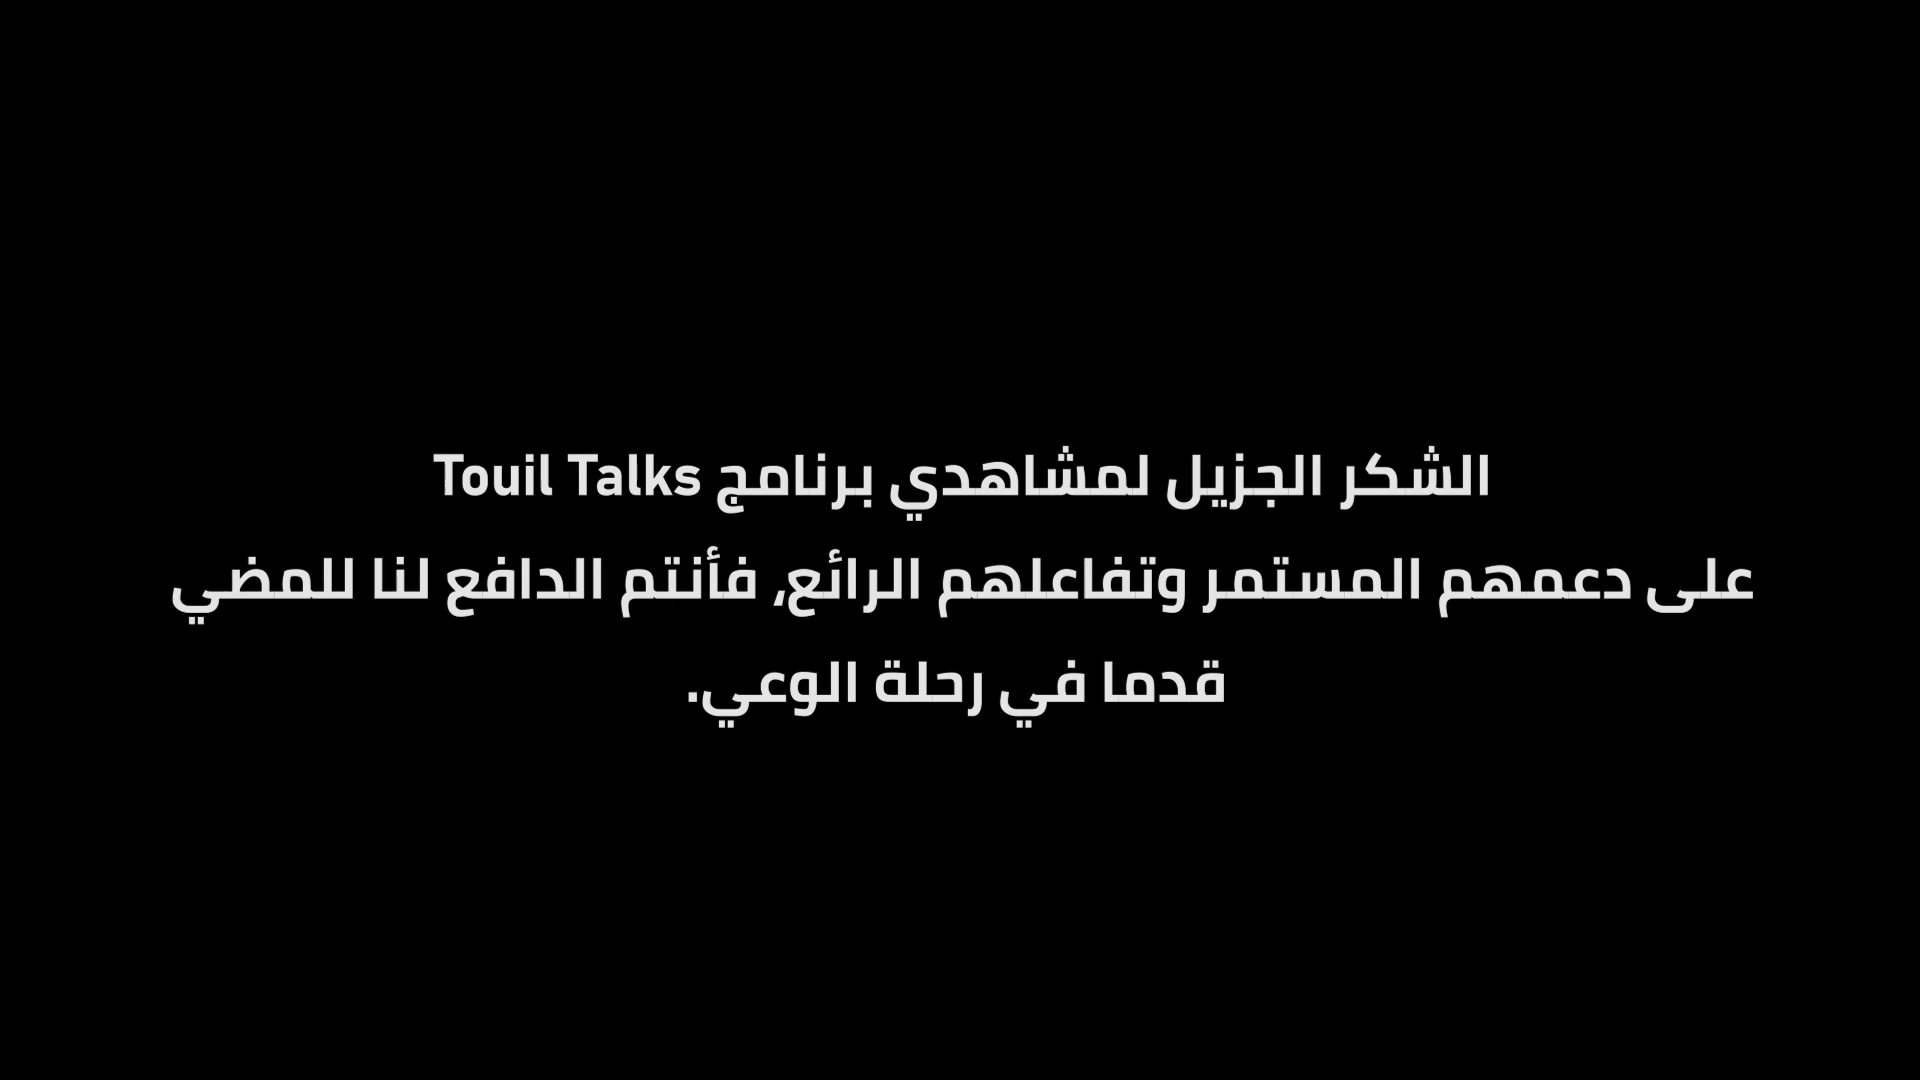 الشكر الجزيل لمشاهدي برنامج Touil Talks
على دعمهم المستمر وتفاعلهم الرائع، فأنتم الدافع لنا للمضي
قدما في رحلة الوعي.